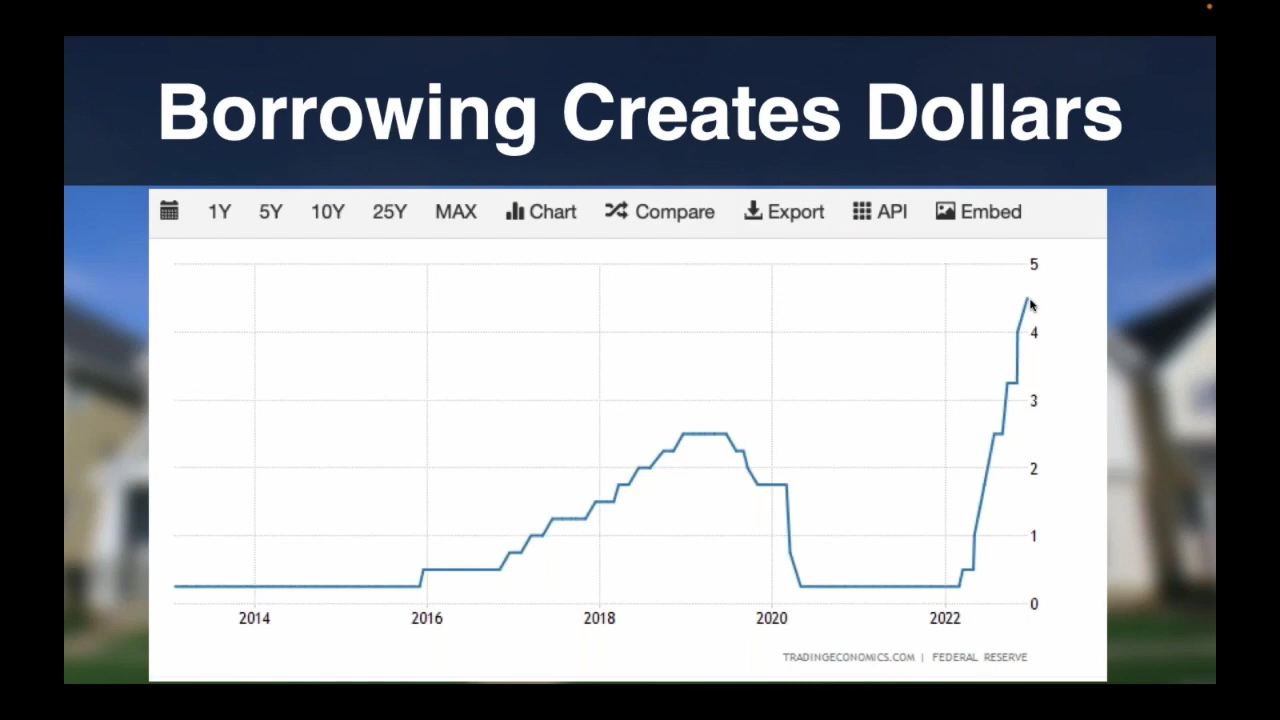 Borrowing Creates Dollars
1Y 5Y 10Y 25Y MAX Chart Compare Export API Embed
5
4
3
2
1
0
2014 2016 2018 2020 2022
TRADINGECONOMICS.COM | FEDERAL RESERVE